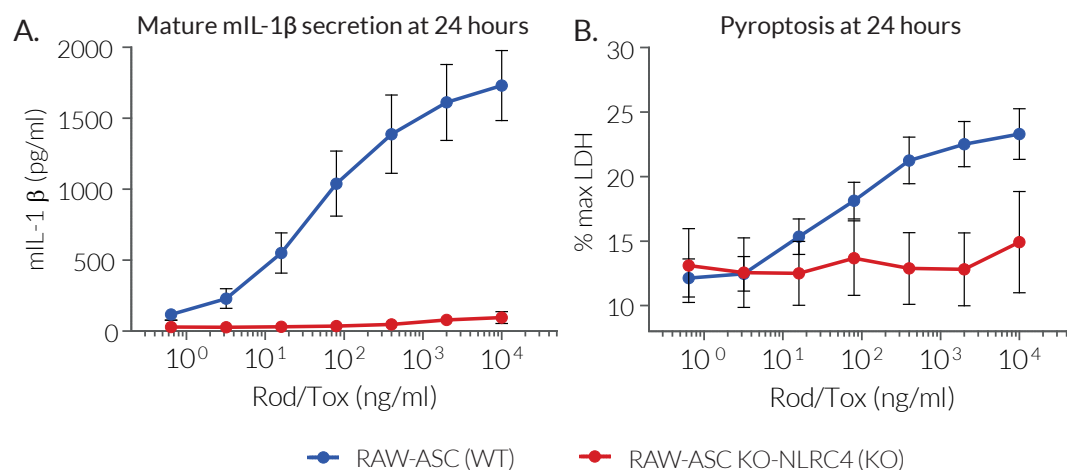 A. Mature mIL-1β secretion at 24 hours
mIL-1 β (pg/ml)
2000
1500
1000
500
0
10⁰ 10¹ 10² 10³ 10⁴
Rod/Tox (ng/ml)
B. Pyroptosis at 24 hours
% max LDH
30
25
20
15
10
10⁰ 10¹ 10² 10³ 10⁴
Rod/Tox (ng/ml)
RAW-ASC (WT) RAW-ASC KO-NLRC4 (KO)